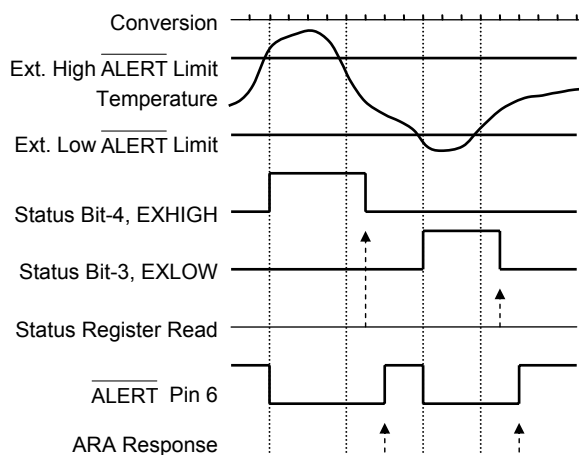 Conversion
Ext. High ALERT Limit
Temperature
Ext. Low ALERT Limit
Status Bit-4, EXHIGH
Status Bit-3, EXLOW
Status Register Read
ALERT Pin 6
ARA Response